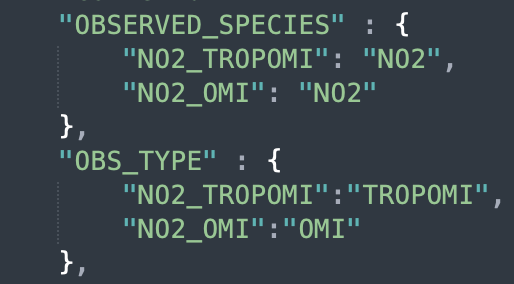 "OBSERVED_SPECIES" : {
"NO2_TROPOMI": "NO2",
"NO2_OMI": "NO2"
},
"OBS_TYPE" : {
"NO2_TROPOMI":"TROPOMI",
"NO2_OMI":"OMI"
},